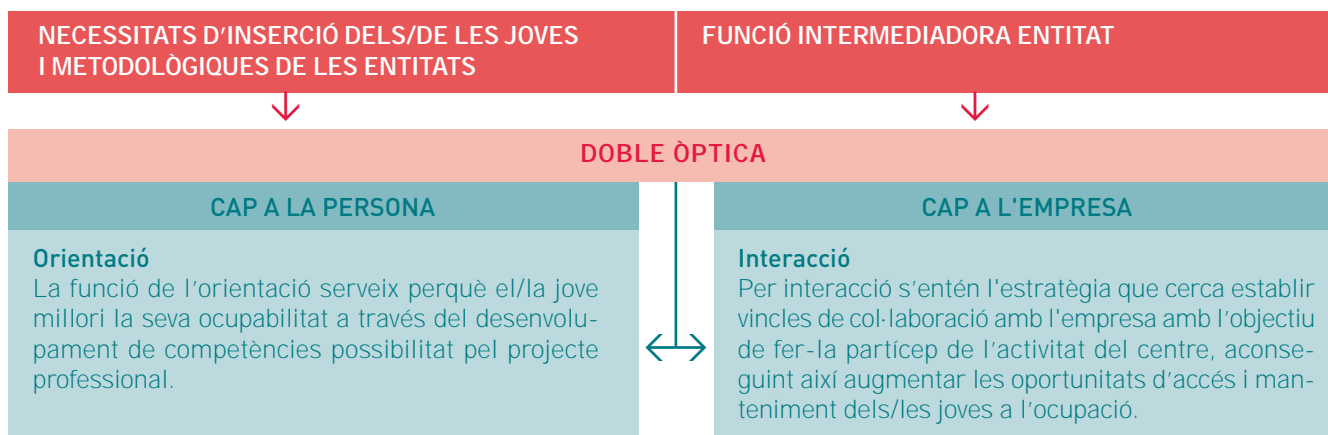 NECESSITATS D'INSERCIÓ DELS/DE LES JOVES
I METODOLÒGIQUES DE LES ENTITATS
FUNCIÓ INTERMEDIADORA ENTITAT
DOBLE ÒPTICA
CAP A LA PERSONA
Orientació
La funció de l'orientació serveix perquè el/la jove
millori la seva ocupabilitat a través del desenvolu-
pament de competències possibilitat pel projecte
professional.
CAP A L'EMPRESA
Interacció
Per interacció s'entén l'estratègia que cerca establir
vincles de col·laboració amb l'empresa amb l'objectiu
de fer-la partícep de l'activitat del centre, aconse-
guint així augmentar les oportunitats d'accés i man-
teniment dels/les joves a l'ocupació.